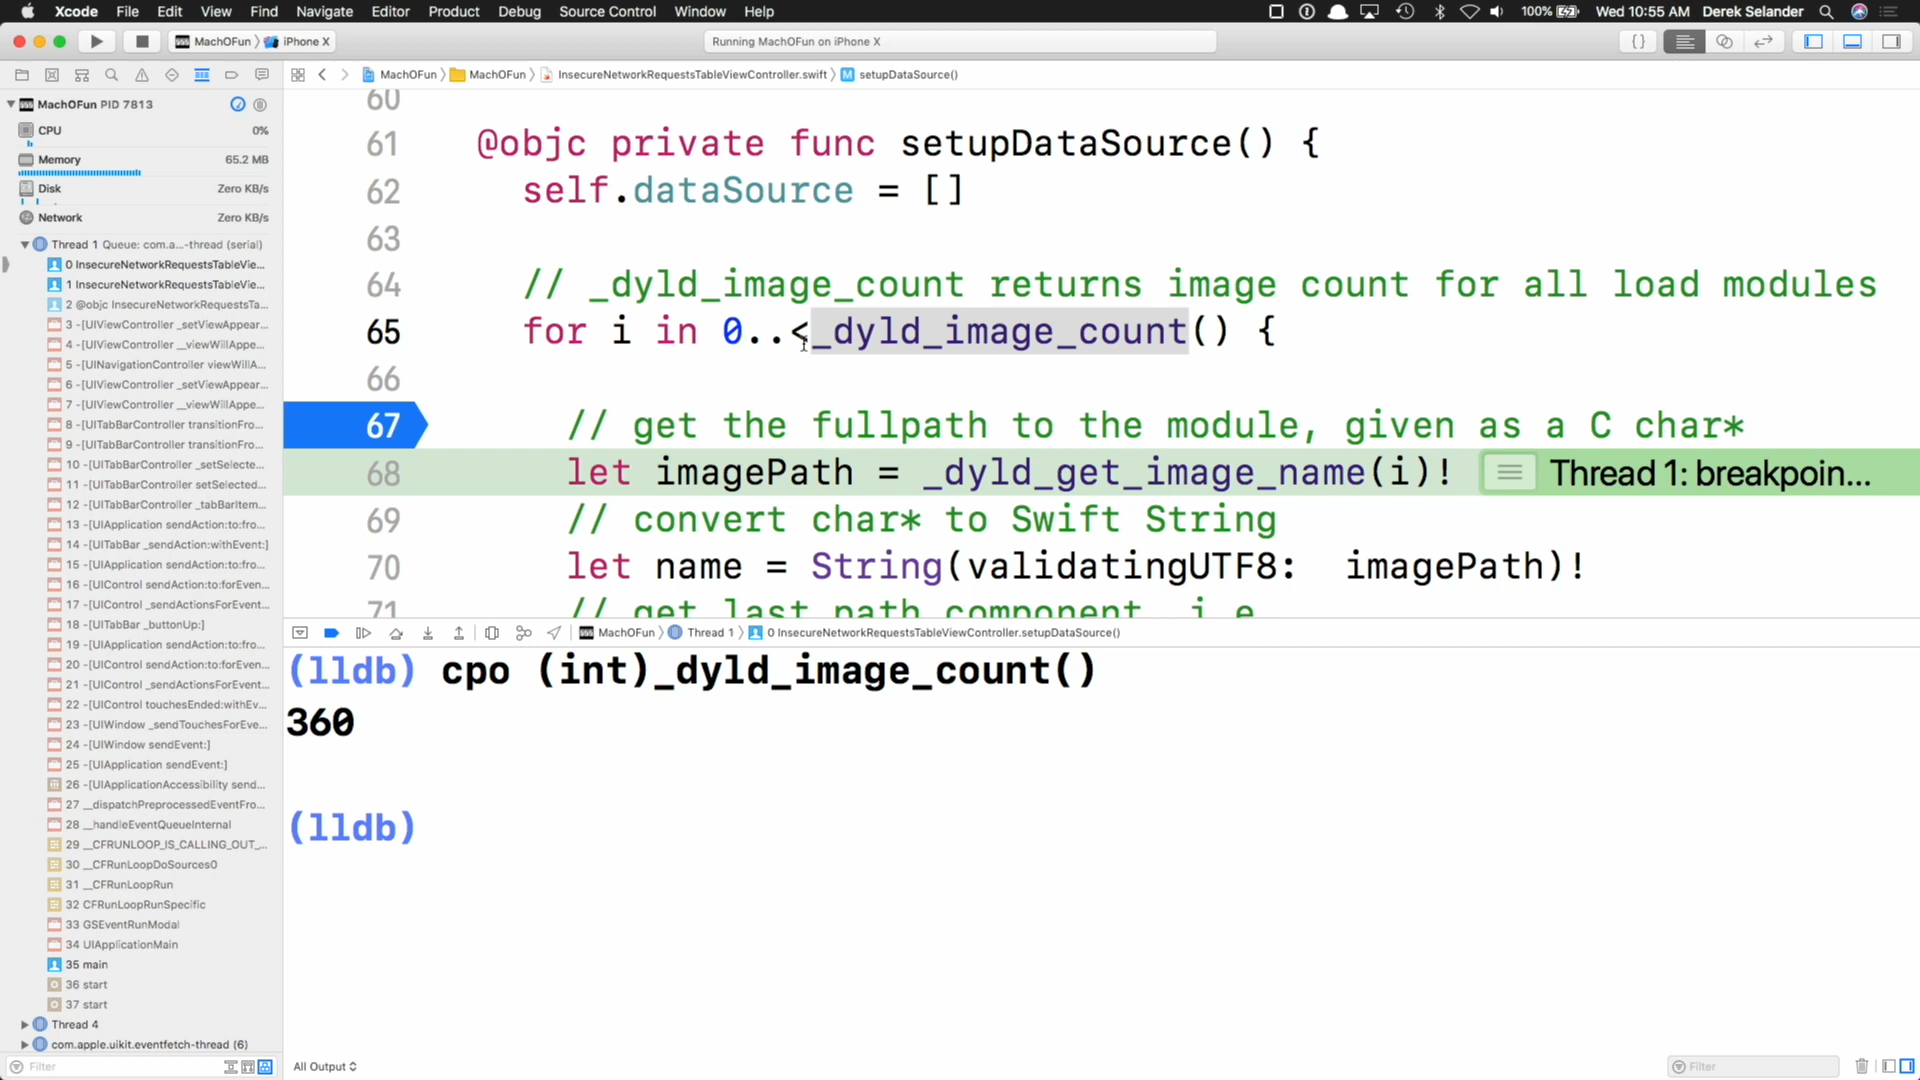 Xcode File Edit View Find Navigate Editor Product Debug Source Control Window Help 100% Wed 10:55 AM Derek Selander
MachOFun iPhone X Running MachOFun on iPhone X {}
MachOFun MachOFun InsecureNetworkRequestsTableViewController.swift M setupDataSource()
MachOFun PID 7813
CPU 0%
Memory 65.2 MB
Disk Zero KB/s
Network Zero KB/s
Thread 1 Queue: com.a...-thread (serial)
0 InsecureNetworkRequestsTableVie...
1 InsecureNetworkRequestsTableVie...
2 @objc InsecureNetworkRequestsTa...
3 -[UIViewController _setViewAppear...
4 -[UIViewController __viewWillAppe...
5 -[UINavigationController viewWillA...
6 -[UIViewController _setViewAppear...
7 -[UIViewController __viewWillAppe...
8 -[UITabBarController transitionFro...
9 -[UITabBarController transitionFro...
10 -[UITabBarController _setSelecte...
11 -[UITabBarController setSelected...
12 -[UITabBarController _tabBarItem...
13 -[UIApplication sendAction:to:fro...
14 -[UITabBar _sendAction:withEvent:]
15 -[UIApplication sendAction:to:fro...
16 -[UIControl sendAction:to:forEven...
17 -[UIControl _sendActionsForEvent...
18 -[UITabBar _buttonUp:]
19 -[UIApplication sendAction:to:fro...
20 -[UIControl sendAction:to:forEven...
21 -[UIControl _sendActionsForEvent...
22 -[UIControl touchesEnded:withEv...
23 -[UIWindow _sendTouchesForEve...
24 -[UIWindow sendEvent:]
25 -[UIApplication sendEvent:]
26 -[UIApplicationAccessibility send...
27 __dispatchPreprocessedEventFro...
28 __handleEventQueueInternal
29 __CFRUNLOOP_IS_CALLING_OUT_...
30 __CFRunLoopDoSources0
31 __CFRunLoopRun
32 CFRunLoopRunSpecific
33 GSEventRunModal
34 UIApplicationMain
35 main
36 start
37 start
Thread 4
com.apple.uikit.eventfetch-thread (6)
Filter
60
61 @objc private func setupDataSource() {
62 self.dataSource = []
63
64 // _dyld_image_count returns image count for all load modules
65 for i in 0..<_dyld_image_count() {
66
67 // get the fullpath to the module, given as a C char*
68 let imagePath = _dyld_get_image_name(i)! Thread 1: breakpoin...
69 // convert char* to Swift String
70 let name = String(validatingUTF8: imagePath)!
71 // get last path component, i.e
MachOFun Thread 1 0 InsecureNetworkRequestsTableViewController.setupDataSource()
(lldb) cpo (int)_dyld_image_count()
360
(lldb)
All Output Filter